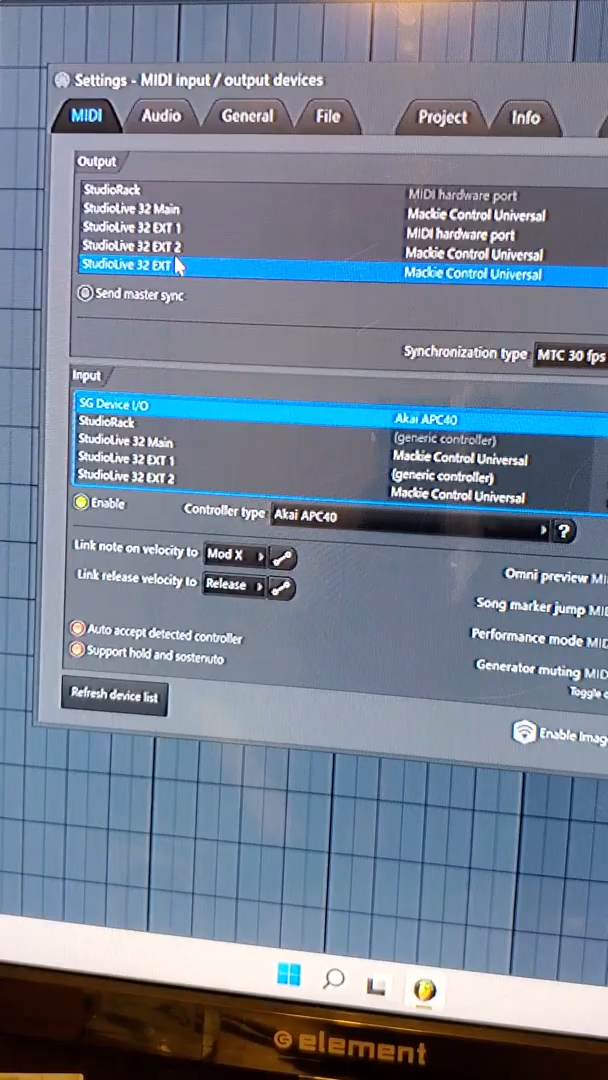 Settings - MIDI input / output devices
MIDI Audio General File Project Info
Output
StudioRack MIDI hardware port
StudioLive 32 Main Mackie Control Universal
StudioLive 32 EXT 1 MIDI hardware port
StudioLive 32 EXT 2 Mackie Control Universal
StudioLive 32 EXT Mackie Control Universal
Send master sync
Synchronization type MTC 30 fps
Input
SG Device I/O Akai APC40
StudioRack (generic controller)
StudioLive 32 Main Mackie Control Universal
StudioLive 32 EXT 1 (generic controller)
StudioLive 32 EXT 2 Mackie Control Universal
Enable Controller type Akai APC40 ?
Link note on velocity to Mod X
Link release velocity to Release
Omni preview MI
Song marker jump MI
Auto accept detected controller
Performance mode MID
Support hold and sostenuto
Generator muting MID
Toggle
Refresh device list
Enable Imag
element